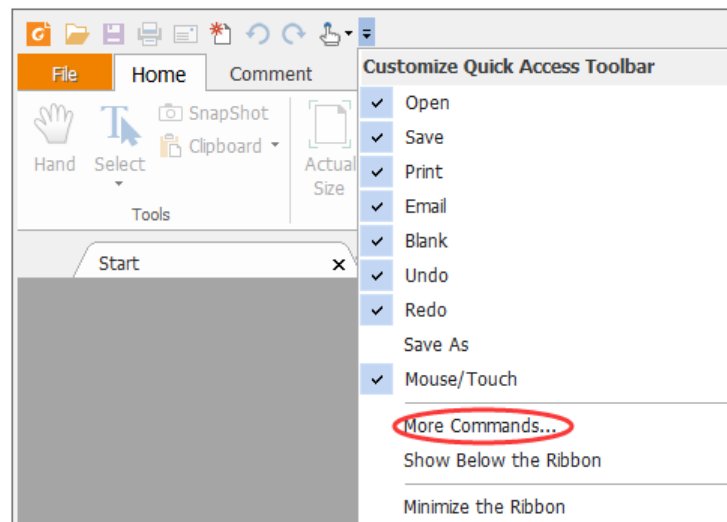 File Home Comment
SnapShot
Clipboard
Hand Select
Actual
Size
Tools
Start
Customize Quick Access Toolbar
Open
Save
Print
Email
Blank
Undo
Redo
Save As
Mouse/Touch
More Commands...
Show Below the Ribbon
Minimize the Ribbon